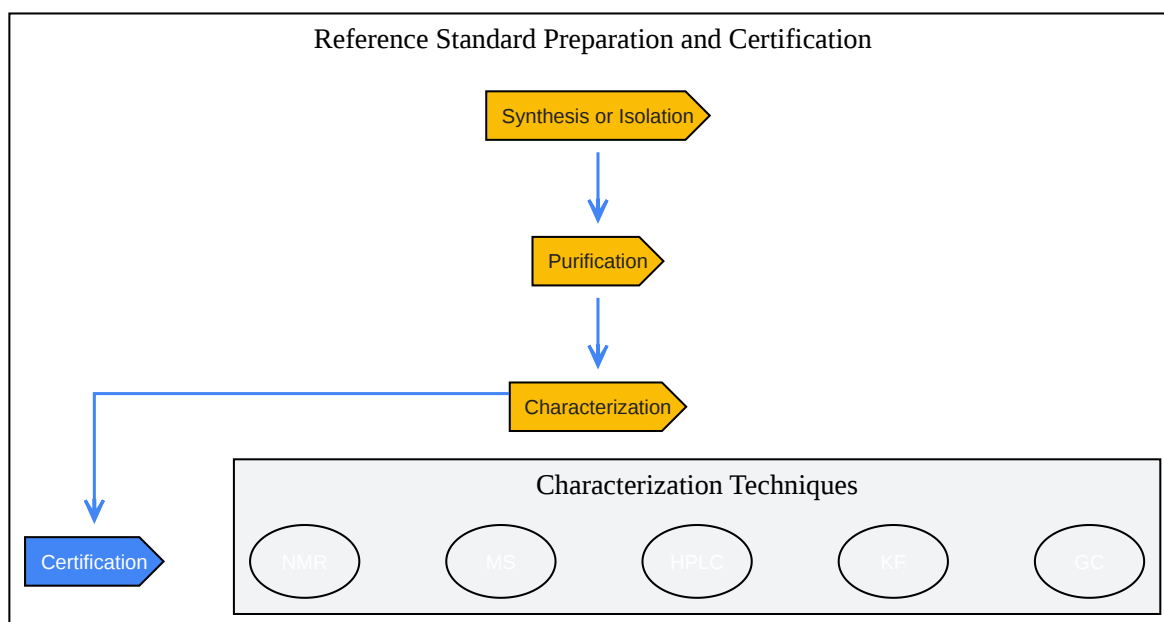 Reference Standard Preparation and Certification
Synthesis or Isolation
Purification
Characterization
Characterization Techniques
Certification
NMR
MS
HPLC
KF
GC